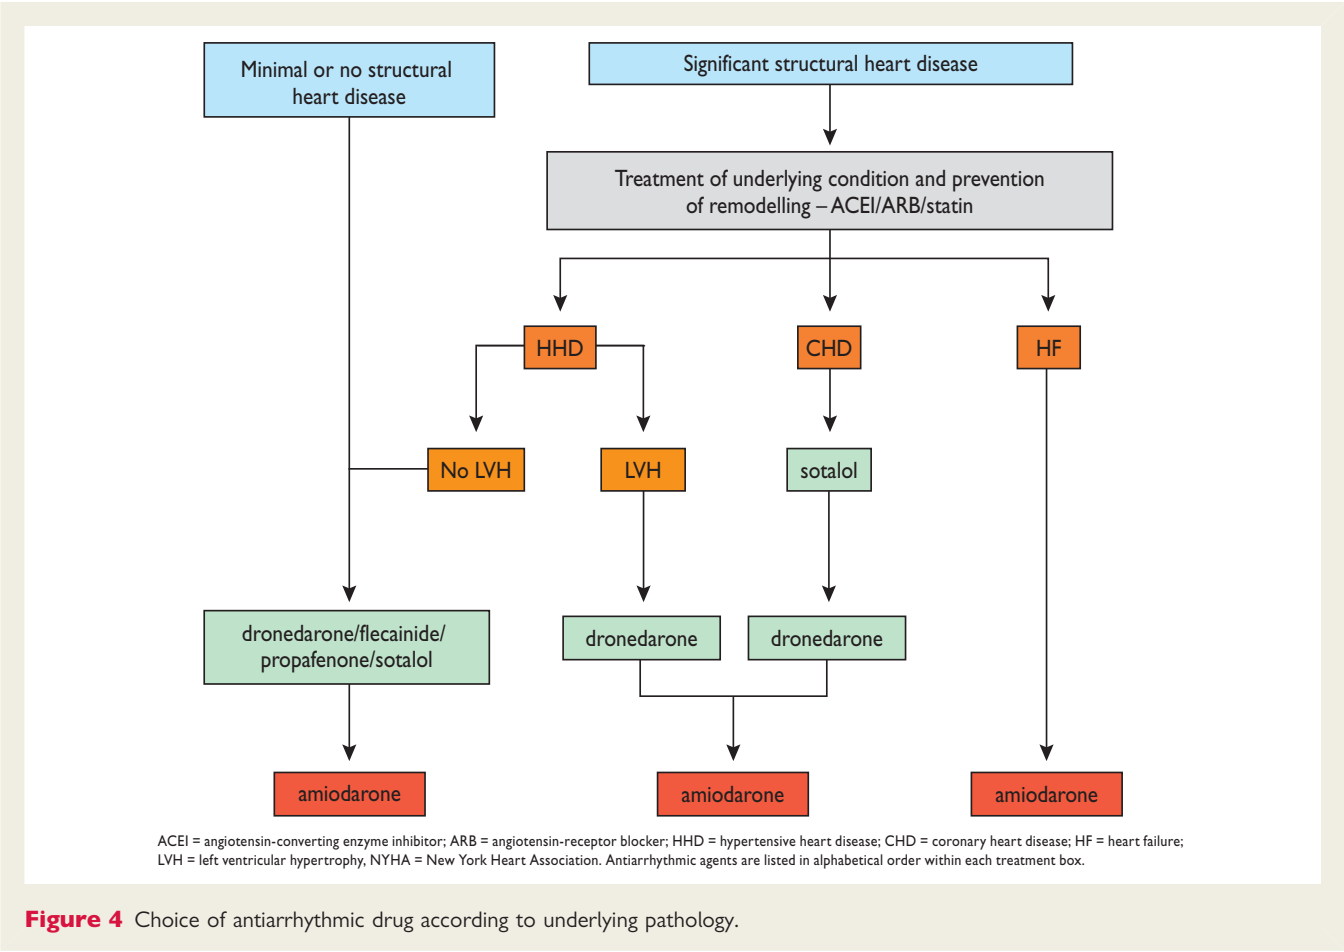 Minimal or no structural
heart disease
Significant structural heart disease
Treatment of underlying condition and prevention
of remodelling – ACEI/ARB/statin
HHD
CHD
HF
No LVH
LVH
sotalol
dronedarone/flecainide/
propafenone/sotalol
dronedarone
dronedarone
amiodarone
amiodarone
amiodarone
ACEI = angiotensin-converting enzyme inhibitor; ARB = angiotensin-receptor blocker; HHD = hypertensive heart disease; CHD = coronary heart disease; HF = heart failure;
LVH = left ventricular hypertrophy, NYHA = New York Heart Association. Antiarrhythmic agents are listed in alphabetical order within each treatment box.
Figure 4 Choice of antiarrhythmic drug according to underlying pathology.